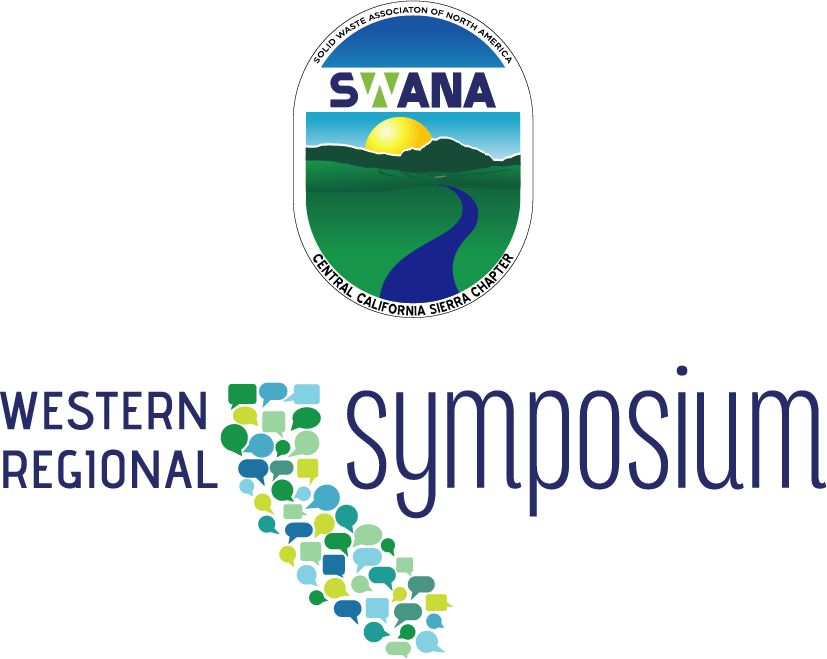 SOLID WASTE ASSOCIATON OF NORTH AMERICA
SWANA
CENTRAL CALIFORNIA SIERRA CHAPTER
WESTERN
REGIONAL
symposium